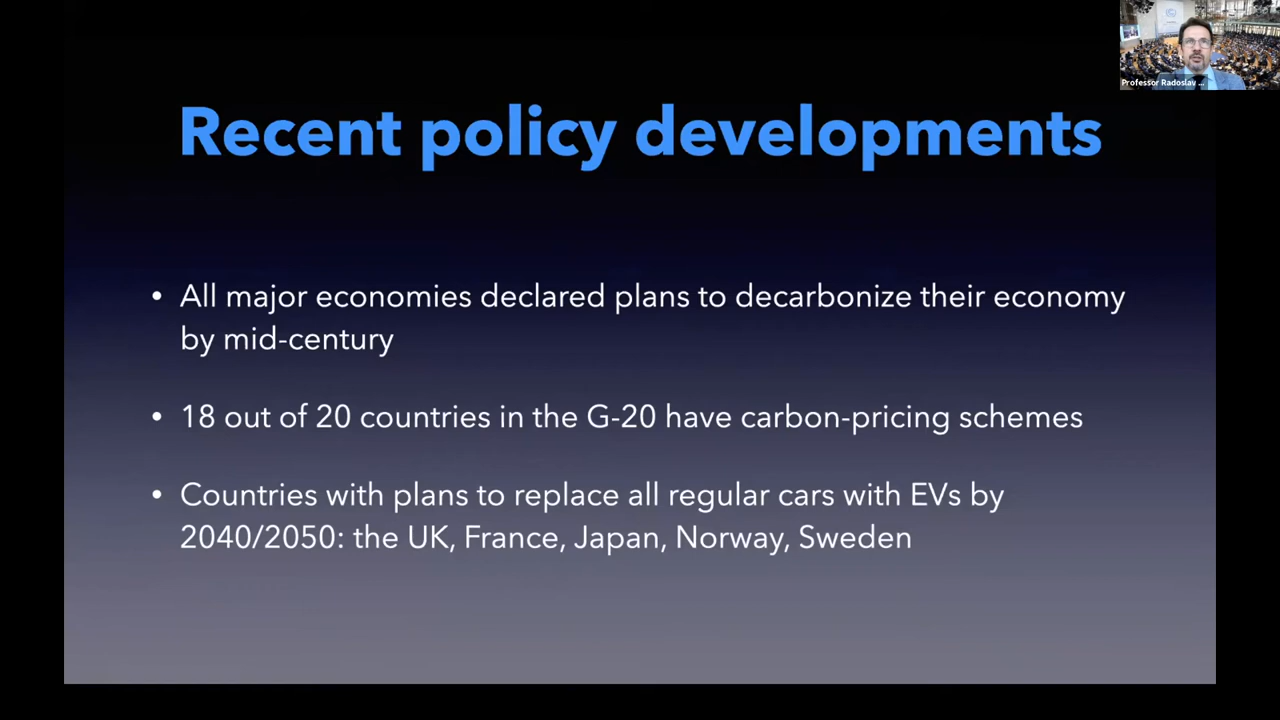 Professor Radoslav ...
Recent policy developments
• All major economies declared plans to decarbonize their economy
by mid-century
• 18 out of 20 countries in the G-20 have carbon-pricing schemes
• Countries with plans to replace all regular cars with EVs by
2040/2050: the UK, France, Japan, Norway, Sweden